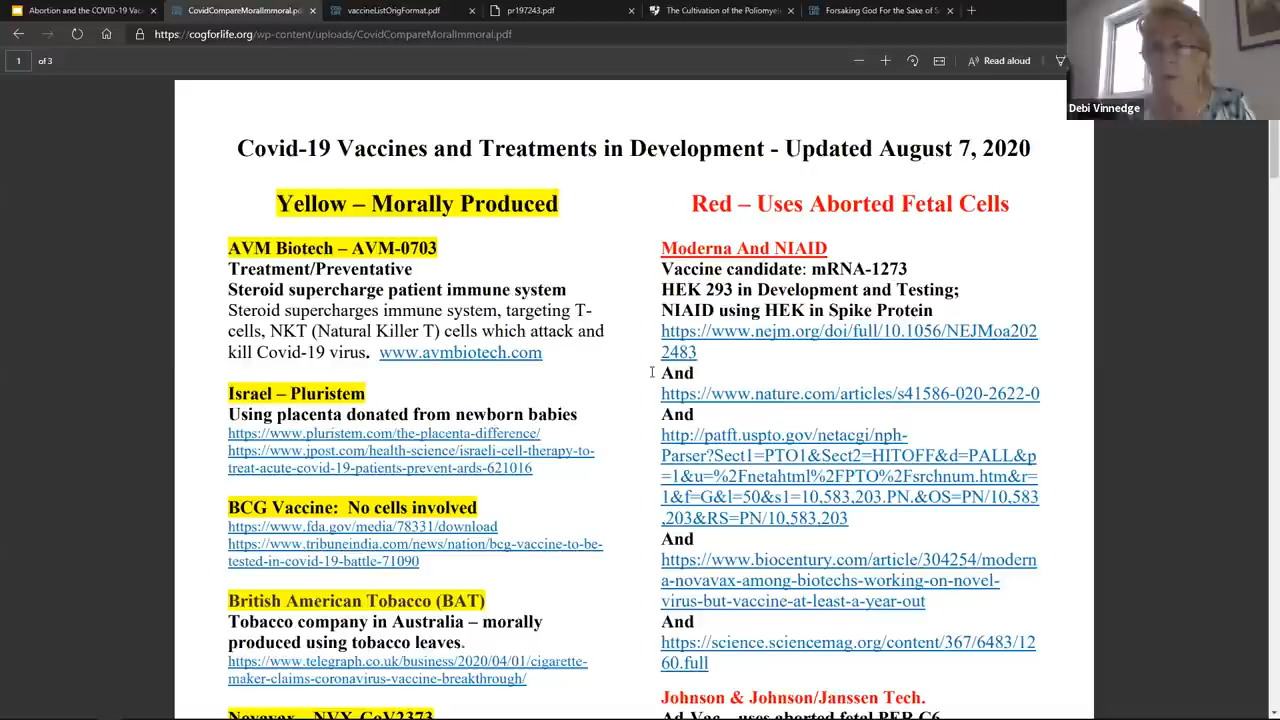 Abortion and the COVID-19 Vacc
CovidCompareMoralImmoral.pdf
vaccineListOrigFormat.pdf
pr197243.pdf
The Cultivation of the Poliomyel
Forsaking God For the Sake of S
https://cogforlife.org/wp-content/uploads/CovidCompareMoralImmoral.pdf
1 of 3
Read aloud
Debi Vinnedge
Covid-19 Vaccines and Treatments in Development - Updated August 7, 2020
Yellow – Morally Produced
AVM Biotech – AVM-0703
Treatment/Preventative
Steroid supercharge patient immune system
Steroid supercharges immune system, targeting T-
cells, NKT (Natural Killer T) cells which attack and
kill Covid-19 virus. www.avmbiotech.com
Israel – Pluristem
Using placenta donated from newborn babies
https://www.pluristem.com/the-placenta-difference/
https://www.jpost.com/health-science/israeli-cell-therapy-to-
treat-acute-covid-19-patients-prevent-ards-621016
BCG Vaccine: No cells involved
https://www.fda.gov/media/78331/download
https://www.tribuneindia.com/news/nation/bcg-vaccine-to-be-
tested-in-covid-19-battle-71090
British American Tobacco (BAT)
Tobacco company in Australia – morally
produced using tobacco leaves.
https://www.telegraph.co.uk/business/2020/04/01/cigarette-
maker-claims-coronavirus-vaccine-breakthrough/
Novavax – NVX-CoV2373
Red – Uses Aborted Fetal Cells
Moderna And NIAID
Vaccine candidate: mRNA-1273
HEK 293 in Development and Testing;
NIAID using HEK in Spike Protein
https://www.nejm.org/doi/full/10.1056/NEJMoa202
2483
And
https://www.nature.com/articles/s41586-020-2622-0
And
http://patft.uspto.gov/netacgi/nph-
Parser?Sect1=PTO1&Sect2=HITOFF&d=PALL&p
=1&u=%2Fnetahtml%2FPTO%2Fsrchnum.htm&r=
1&f=G&l=50&s1=10,583,203.PN.&OS=PN/10,583
,203&RS=PN/10,583,203
And
https://www.biocentury.com/article/304254/modern
a-novavax-among-biotechs-working-on-novel-
virus-but-vaccine-at-least-a-year-out
And
https://science.sciencemag.org/content/367/6483/12
60.full
Johnson & Johnson/Janssen Tech.
Ad-Vac – uses aborted fetal PER C6